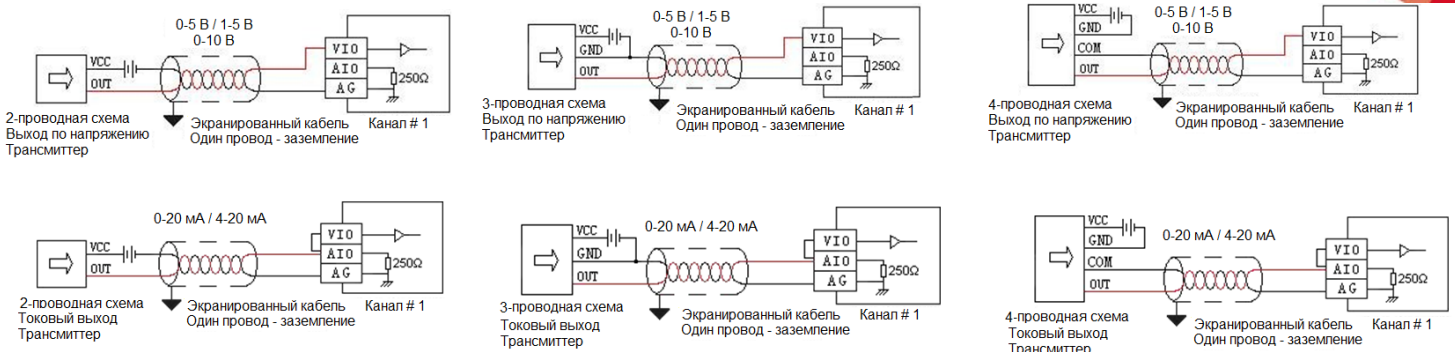 0-5 В / 1-5 В
0-10 В
VCC
OUT
VIO
AIO
AG
250Ω
2-проводная схема
Выход по напряжению
Трансмиттер
Экранированный кабель
Один провод - заземление
Канал # 1
0-5 В / 1-5 В
0-10 В
VCC
GND
OUT
VIO
AIO
AG
250Ω
3-проводная схема
Выход по напряжению
Трансмиттер
Экранированный кабель
Один провод - заземление
Канал # 1
0-5 В / 1-5 В
0-10 В
VCC
GND
COM
OUT
VIO
AIO
AG
250Ω
4-проводная схема
Выход по напряжению
Трансмиттер
Экранированный кабель
Один провод - заземление
Канал # 1
0-20 мА / 4-20 мА
VCC
OUT
VIO
AIO
AG
250Ω
2-проводная схема
Токовый выход
Трансмиттер
Экранированный кабель
Один провод - заземление
Канал # 1
0-20 мА / 4-20 мА
VCC
GND
OUT
VIO
AIO
AG
250Ω
3-проводная схема
Токовый выход
Трансмиттер
Экранированный кабель
Один провод - заземление
Канал # 1
0-20 мА / 4-20 мА
VCC
GND
COM
OUT
VIO
AIO
AG
250Ω
4-проводная схема
Токовый выход
Трансмиттер
Экранированный кабель
Один провод - заземление
Канал # 1